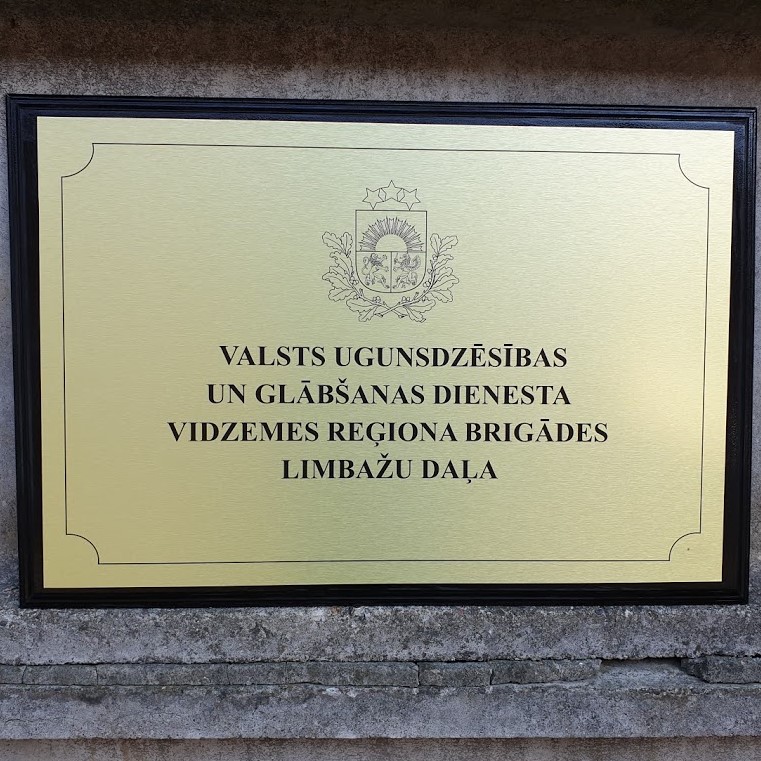 VALSTS UGUNSDZĒSĪBAS
UN GLĀBŠANAS DIENESTA
VIDZEMES REĢIONA BRIGĀDES
LIMBAŽU DAĻA